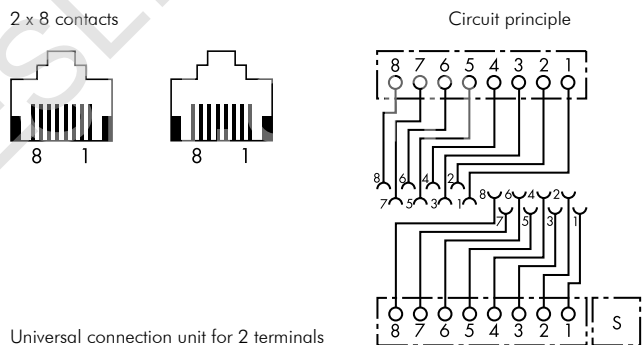 2 x 8 contacts
Circuit principle
8 7 6 5 4 3 2 1
8 1
8 1
8 6 4 2
7 5 3 1
8 6 4 2
7 5 3 1
8 7 6 5 4 3 2 1
S
Universal connection unit for 2 terminals